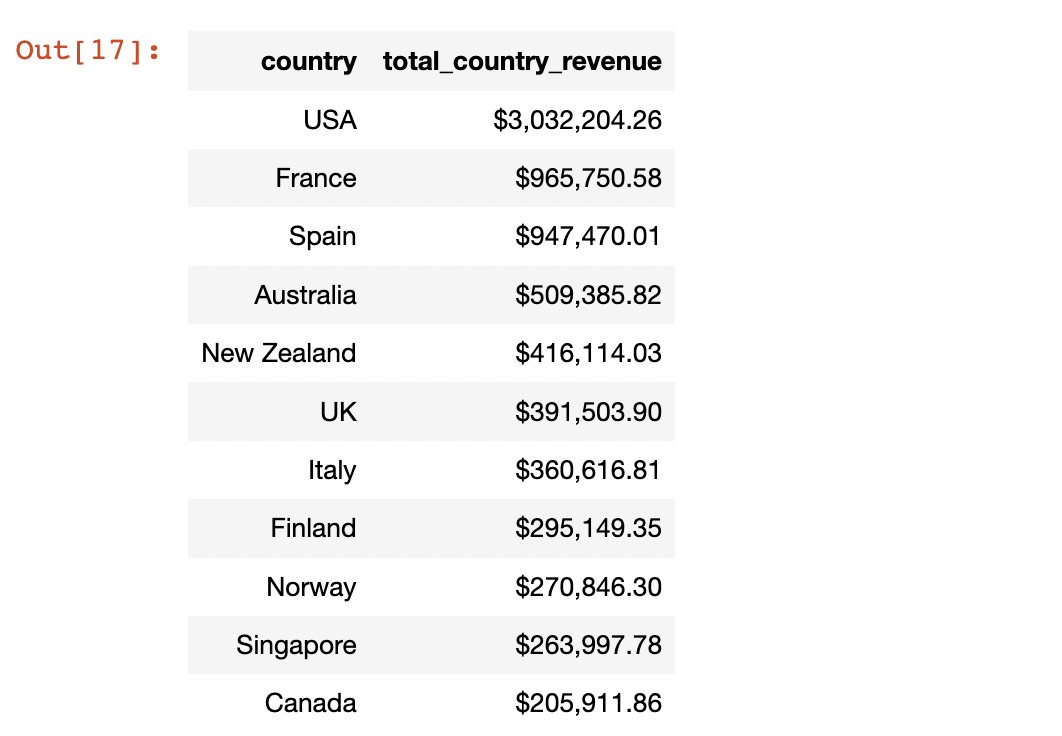 Out[17]:
country total_country_revenue
USA $3,032,204.26
France $965,750.58
Spain $947,470.01
Australia $509,385.82
New Zealand $416,114.03
UK $391,503.90
Italy $360,616.81
Finland $295,149.35
Norway $270,846.30
Singapore $263,997.78
Canada $205,911.86